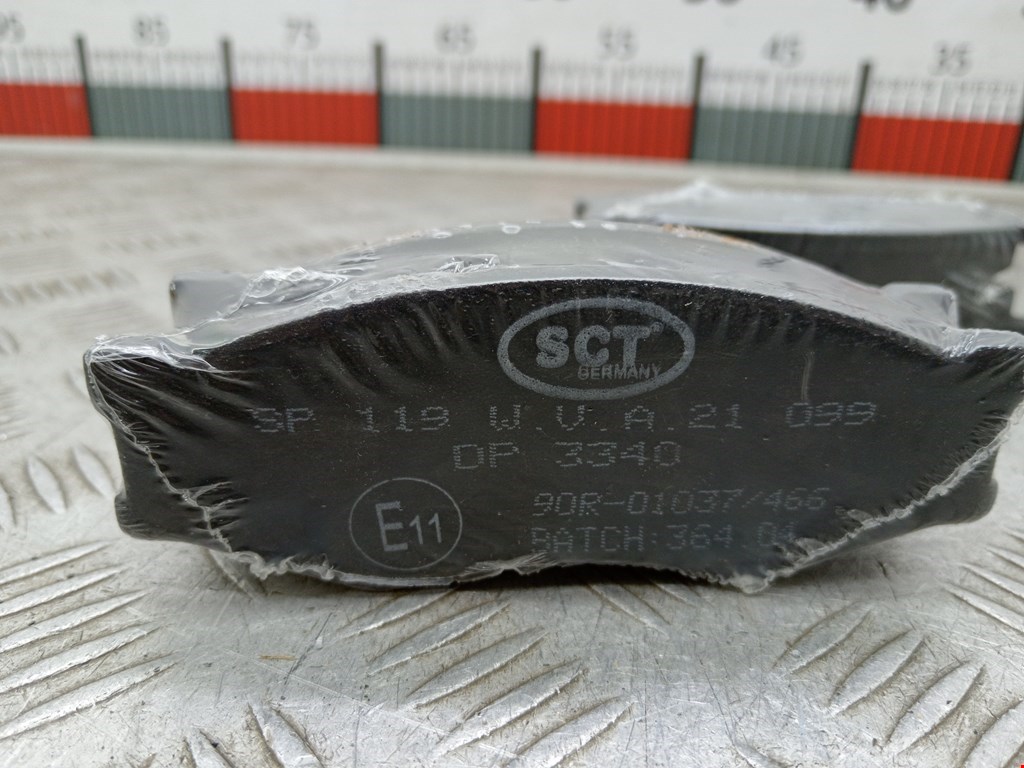 95 85 75 65 55 45 35
SCT
GERMANY
SP 119 W.V.A.21 099
DP 3340
90R-01037/466
E11
BATCH:364.04